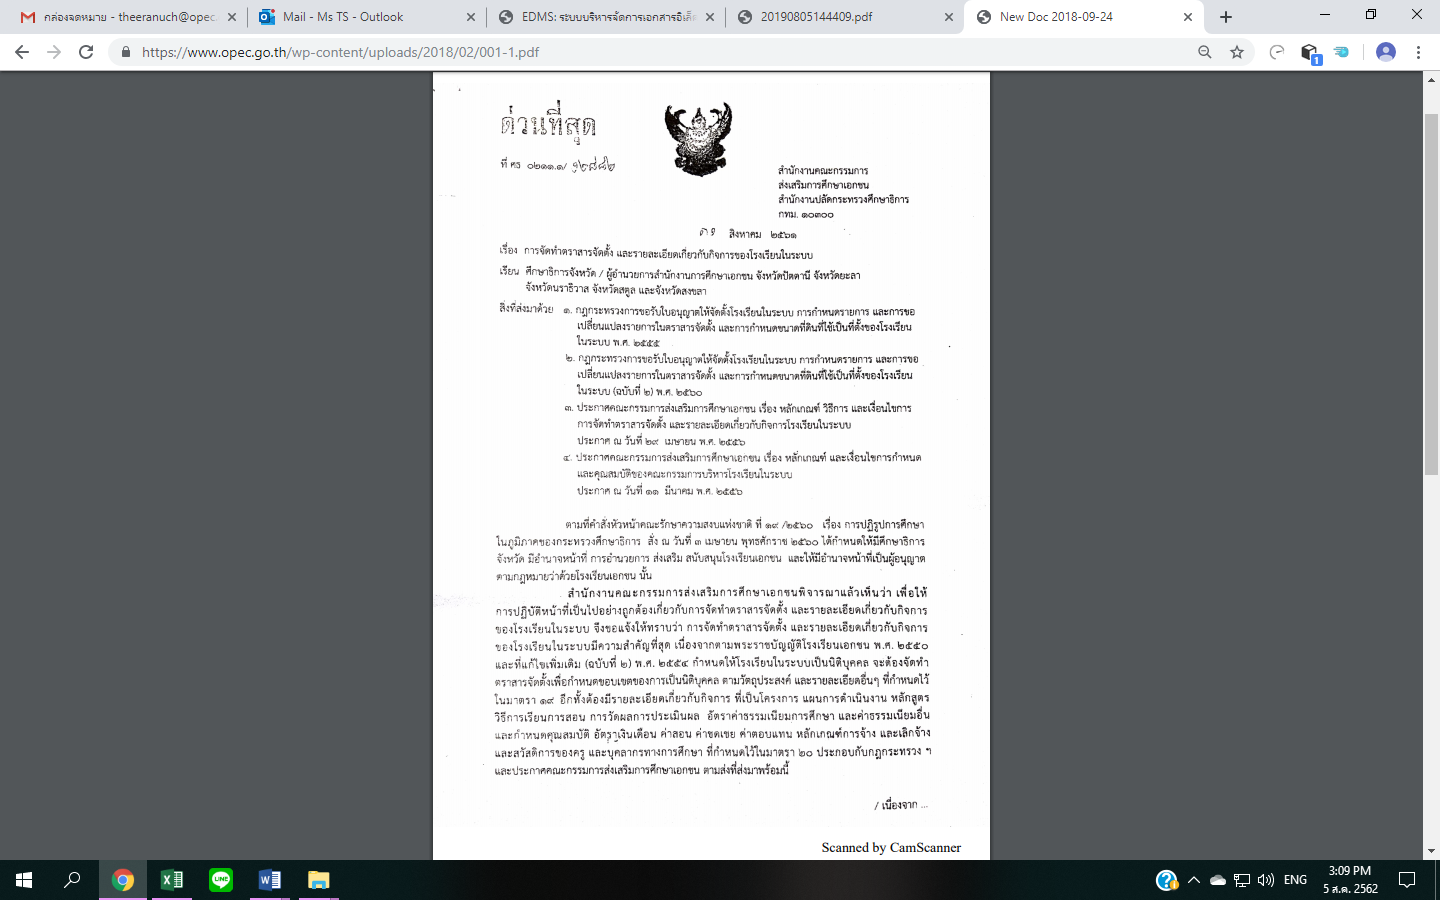 กล่องจดหมาย - theeranuch@opec
Mail - Ms TS - Outlook
EDMS: ระบบบริหารจัดการเอกสารอิเล็
20190805144409.pdf
New Doc 2018-09-24
https://www.opec.go.th/wp-content/uploads/2018/02/001-1.pdf
1
ด่วนที่สุด
ที่ ศธ ๐๒๑๑.๑/
สำนักงานคณะกรรมการ
ส่งเสริมการศึกษาเอกชน
สำนักงานปลัดกระทรวงศึกษาธิการ
กทม. ๑๐๓๐๐
สิงหาคม ๒๕๖๑
เรื่อง การจัดทำตราสารจัดตั้ง และรายละเอียดเกี่ยวกับกิจการของโรงเรียนในระบบ
เรียน ศึกษาธิการจังหวัด / ผู้อำนวยการสำนักงานการศึกษาเอกชน จังหวัดปัตตานี จังหวัดยะลา
จังหวัดนราธิวาส จังหวัดสตูล และจังหวัดสงขลา
สิ่งที่ส่งมาด้วย ๑. กฎกระทรวงการขอรับใบอนุญาตให้จัดตั้งโรงเรียนในระบบ การกำหนดรายการ และการขอ
เปลี่ยนแปลงรายการในตราสารจัดตั้ง และการกำหนดขนาดที่ดินที่ใช้เป็นที่ตั้งของโรงเรียน
ในระบบ พ.ศ. ๒๕๕๕
๒. กฎกระทรวงการขอรับใบอนุญาตให้จัดตั้งโรงเรียนในระบบ การกำหนดรายการ และการขอ
เปลี่ยนแปลงรายการในตราสารจัดตั้ง และการกำหนดขนาดที่ดินที่ใช้เป็นที่ตั้งของโรงเรียน
ในระบบ (ฉบับที่ ๒) พ.ศ. ๒๕๖๐
๓. ประกาศคณะกรรมการส่งเสริมการศึกษาเอกชน เรื่อง หลักเกณฑ์ วิธีการ และเงื่อนไขการ
การจัดทำตราสารจัดตั้ง และรายละเอียดเกี่ยวกับกิจการโรงเรียนในระบบ
ประกาศ ณ วันที่ ๒๙ เมษายน พ.ศ. ๒๕๕๖
๔. ประกาศคณะกรรมการส่งเสริมการศึกษาเอกชน เรื่อง หลักเกณฑ์ และเงื่อนไขการกำหนด
และคุณสมบัติของคณะกรรมการบริหารโรงเรียนในระบบ
ประกาศ ณ วันที่ ๑๑ มีนาคม พ.ศ. ๒๕๕๖
ตามที่คำสั่งหัวหน้าคณะรักษาความสงบแห่งชาติ ที่ ๑๙ /๒๕๖๐ เรื่อง การปฏิรูปการศึกษา
ในภูมิภาคของกระทรวงศึกษาธิการ สั่ง ณ วันที่ ๓ เมษายน พุทธศักราช ๒๕๖๐ ได้กำหนดให้มีศึกษาธิการ
จังหวัด มีอำนาจหน้าที่ การอำนวยการ ส่งเสริม สนับสนุนโรงเรียนเอกชน และให้มีอำนาจหน้าที่เป็นผู้อนุญาต
ตามกฎหมายว่าด้วยโรงเรียนเอกชน นั้น
สำนักงานคณะกรรมการส่งเสริมการศึกษาเอกชนพิจารณาแล้วเห็นว่า เพื่อให้
การปฏิบัติหน้าที่เป็นไปอย่างถูกต้องเกี่ยวกับการจัดทำตราสารจัดตั้ง และรายละเอียดเกี่ยวกับกิจการ
ของโรงเรียนในระบบ จึงขอแจ้งให้ทราบว่า การจัดทำตราสารจัดตั้ง และรายละเอียดเกี่ยวกับกิจการ
ของโรงเรียนในระบบมีความสำคัญที่สุด เนื่องจากตามพระราชบัญญัติโรงเรียนเอกชน พ.ศ. ๒๕๕๐
และที่แก้ไขเพิ่มเติม (ฉบับที่ ๒) พ.ศ. ๒๕๕๔ กำหนดให้โรงเรียนในระบบเป็นนิติบุคคล จะต้องจัดทำ
ตราสารจัดตั้งเพื่อกำหนดขอบเขตของการเป็นนิติบุคคล ตามวัตถุประสงค์ และรายละเอียดอื่นๆ ที่กำหนดไว้
ในมาตรา ๑๙ อีกทั้งต้องมีรายละเอียดเกี่ยวกับกิจการ ที่เป็นโครงการ แผนการดำเนินงาน หลักสูตร
วิธีการเรียนการสอน การวัดผลการประเมินผล อัตราค่าธรรมเนียมการศึกษา และค่าธรรมเนียมอื่น
และกำหนดคุณสมบัติ อัตราเงินเดือน ค่าสอน ค่าชดเชย ค่าตอบแทน หลักเกณฑ์การจ้าง และเลิกจ้าง
และสวัสดิการของครู และบุคลากรทางการศึกษา ที่กำหนดไว้ในมาตรา ๒๐ ประกอบกับกฎกระทรวง ฯ
และประกาศคณะกรรมการส่งเสริมการศึกษาเอกชน ตามส่งที่ส่งมาพร้อมนี้
/ เนื่องจาก ...
Scanned by CamScanner
ENG
3:09 PM
5 ส.ค. 2562